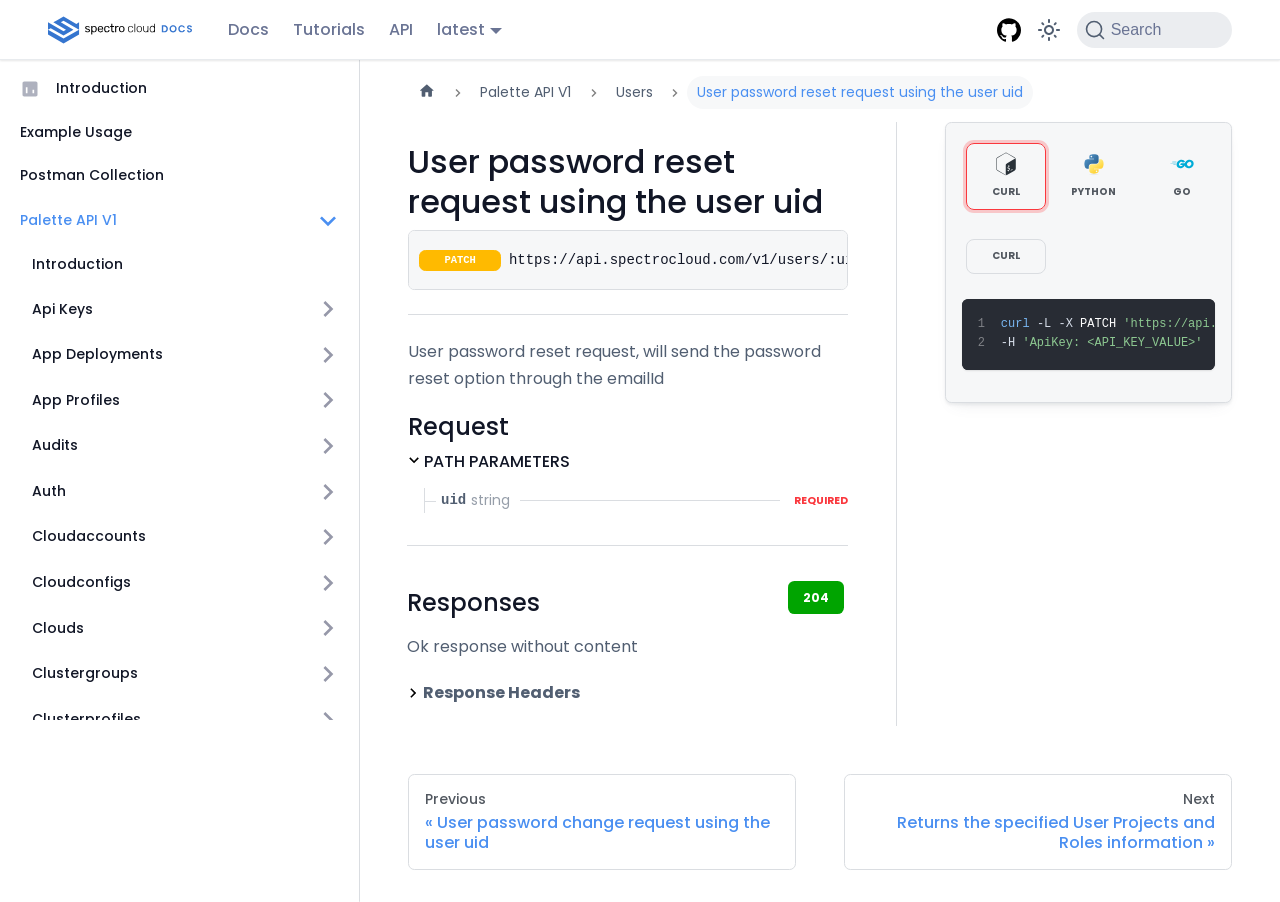 spectro cloud DOCS Docs Tutorials API latest Search
Introduction
Example Usage
Postman Collection
Palette API V1
Introduction
Api Keys
App Deployments
App Profiles
Audits
Auth
Cloudaccounts
Cloudconfigs
Clouds
Clustergroups
Clusterprofiles
Palette API V1 Users User password reset request using the user uid
User password reset
request using the user uid
PATCH https://api.spectrocloud.com/v1/users/:ui
User password reset request, will send the password
reset option through the emailId
Request
PATH PARAMETERS
uid string REQUIRED
Responses 204
Ok response without content
Response Headers
CURL PYTHON GO
CURL
1 curl -L -X PATCH 'https://api.
2 -H 'ApiKey: <API_KEY_VALUE>'
Previous
« User password change request using the
user uid
Next
Returns the specified User Projects and
Roles information »